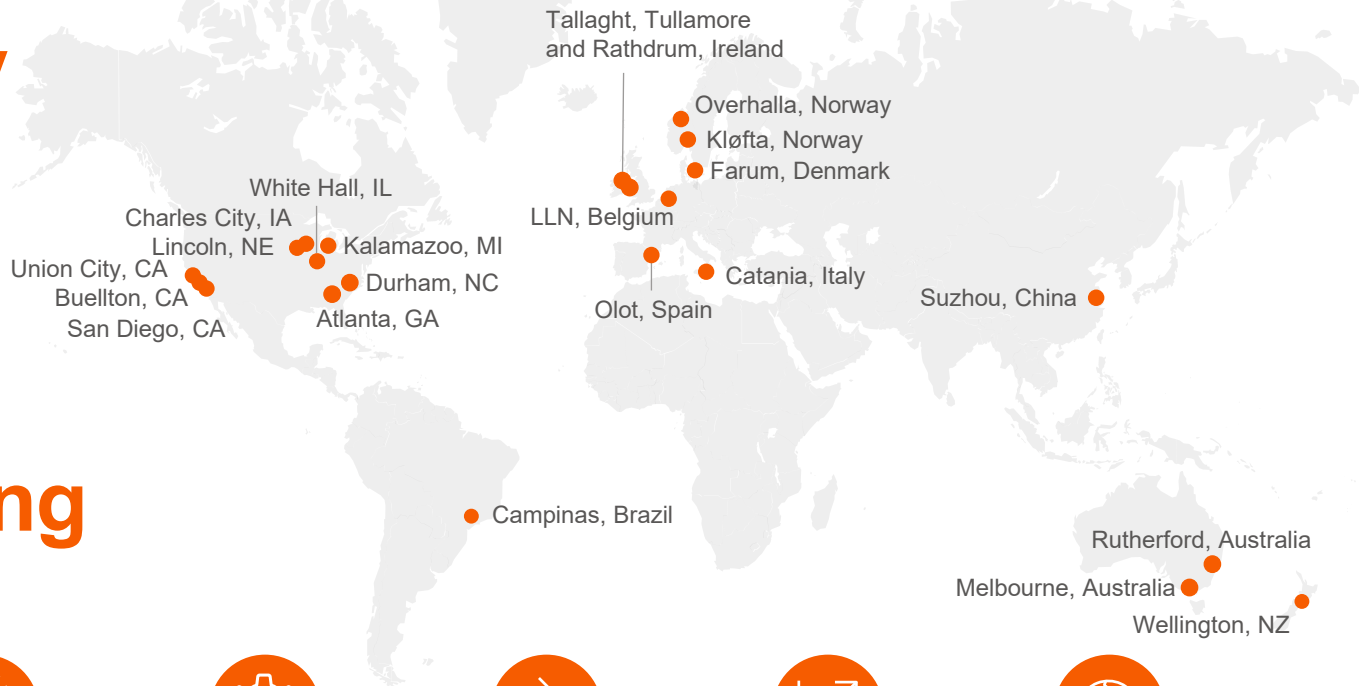 Tallaght, Tullamore
and Rathdrum, Ireland
Overhalla, Norway
Kløfta, Norway
Farum, Denmark
White Hall, IL
Charles City, IA
LLN, Belgium
Lincoln, NE
Kalamazoo, MI
Union City, CA
Catania, Italy
Durham, NC
Buellton, CA
Suzhou, China
Olot, Spain
Atlanta, GA
San Diego, CA
ng
Campinas, Brazil
Rutherford, Australia
Melbourne, Australia
Wellington, NZ